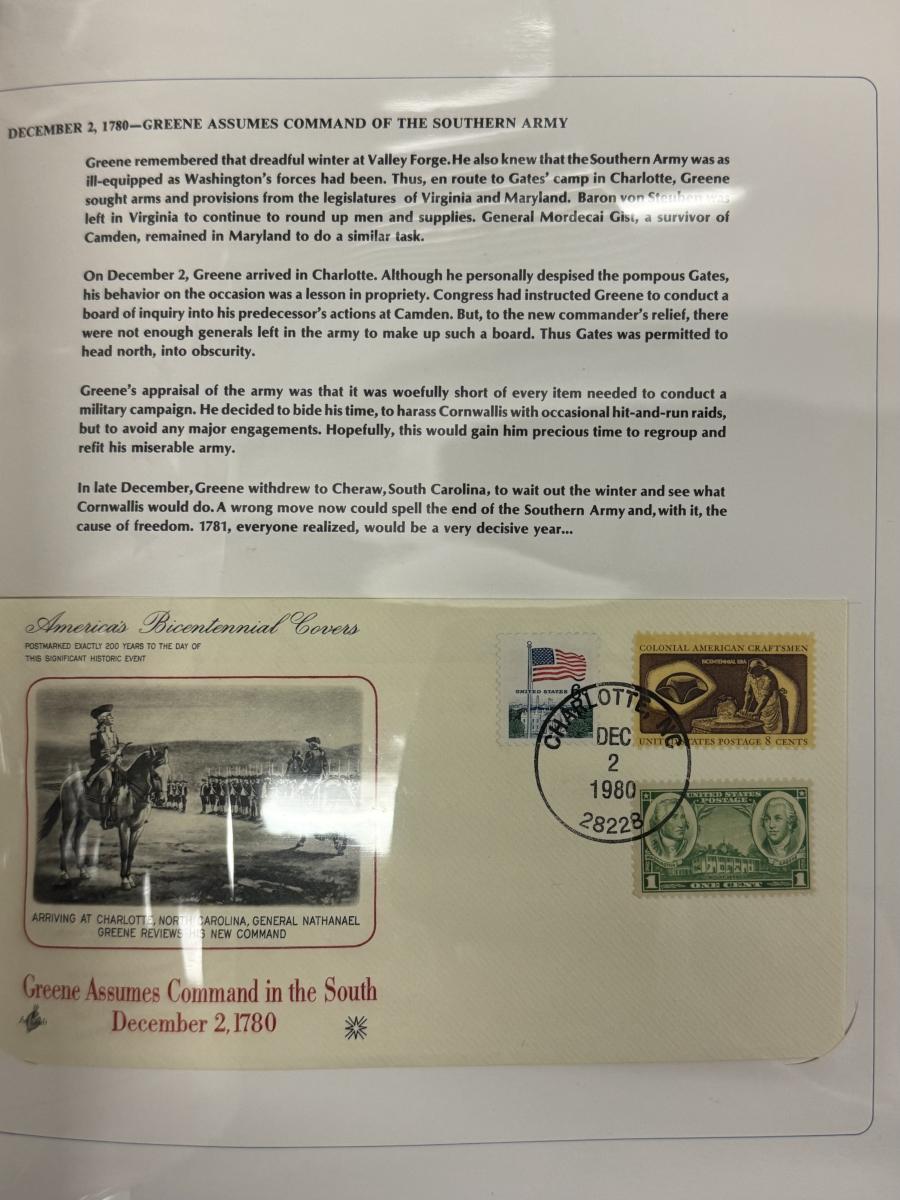 DECEMBER 2, 1780—GREENE ASSUMES COMMAND OF THE SOUTHERN ARMY
Greene remembered that dreadful winter at Valley Forge. He also knew that the Southern Army was as
ill-equipped as Washington's forces had been. Thus, en route to Gates' camp in Charlotte, Greene
sought arms and provisions from the legislatures of Virginia and Maryland. Baron von Steuben was
left in Virginia to continue to round up men and supplies. General Mordecai Gist, a survivor of
Camden, remained in Maryland to do a similar task.
On December 2, Greene arrived in Charlotte. Although he personally despised the pompous Gates,
his behavior on the occasion was a lesson in propriety. Congress had instructed Greene to conduct a
board of inquiry into his predecessor's actions at Camden. But, to the new commander's relief, there
were not enough generals left in the army to make up such a board. Thus Gates was permitted to
head north, into obscurity.
Greene's appraisal of the army was that it was woefully short of every item needed to conduct a
military campaign. He decided to bide his time, to harass Cornwallis with occasional hit-and-run raids,
but to avoid any major engagements. Hopefully, this would gain him precious time to regroup and
refit his miserable army.
In late December, Greene withdrew to Cheraw, South Carolina, to wait out the winter and see what
Cornwallis would do. A wrong move now could spell the end of the Southern Army and, with it, the
cause of freedom. 1781, everyone realized, would be a very decisive year...
America's Bicentennial Covers
POSTMARKED EXACTLY 200 YEARS TO THE DAY OF
THIS SIGNIFICANT HISTORIC EVENT
UNITED STATES 6c
COLONIAL AMERICAN CRAFTSMEN
BICENTENNIAL ERA
UNITED STATES POSTAGE 8 CENTS
CHARLOTTE, NC
DEC
2
1980
28228
UNITED STATES
POSTAGE
1 ONE CENT 1
ARRIVING AT CHARLOTTE, NORTH CAROLINA, GENERAL NATHANAEL
GREENE REVIEWS HIS NEW COMMAND
Greene Assumes Command in the South
December 2, 1780